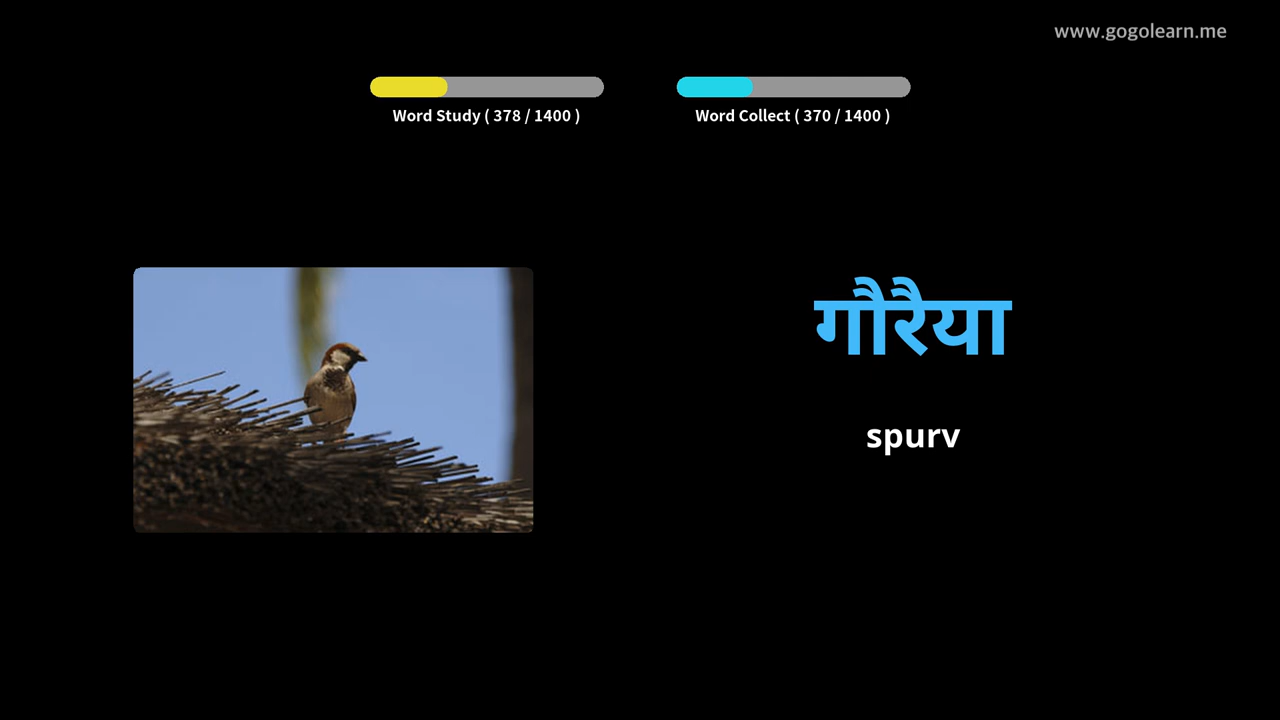 www.gogolearn.me
Word Study ( 378 / 1400 )
Word Collect ( 370 / 1400 )
गौरैया
spurv